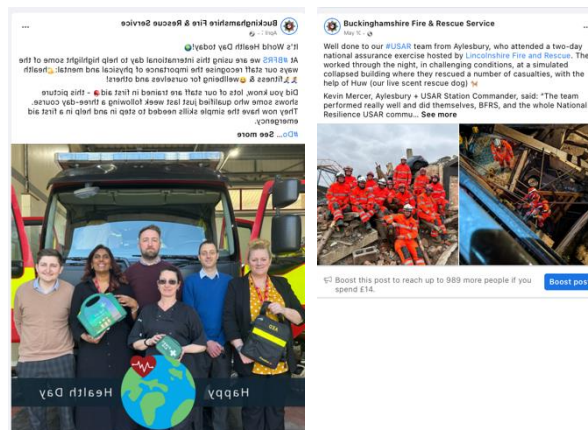 Buckinghamshire Fire & Rescue Service
April
It's World Health Day today!
At #BFRS we are using this international day to help highlight some of the
ways our staff recognise the importance of physical and mental: health
fitness & wellbeing for ourselves and others!
Did you know, lots of our staff are trained in first aid - this picture
shows some who qualified just last week following a three-day course.
They now have the simple skills needed to step in and help in a first aid
emergency.
#Do... See more
AED
Happy
Health Day
Buckinghamshire Fire & Rescue Service
May
Well done to our #USAR team from Aylesbury, who attended a two-day
national assurance exercise hosted by Lincolnshire Fire and Rescue. The
worked through the night, in challenging conditions, at a simulated
collapsed building where they rescued a number of casualties, with the
help of Huw (our live scent rescue dog)
Kevin Mercer, Aylesbury + USAR Station Commander, said: "The team
performed really well and did themselves, BFRS, and the whole National
Resilience USAR commu... See more
Boost this post to reach up to 989 more people if you
spend £14.
Boost pos